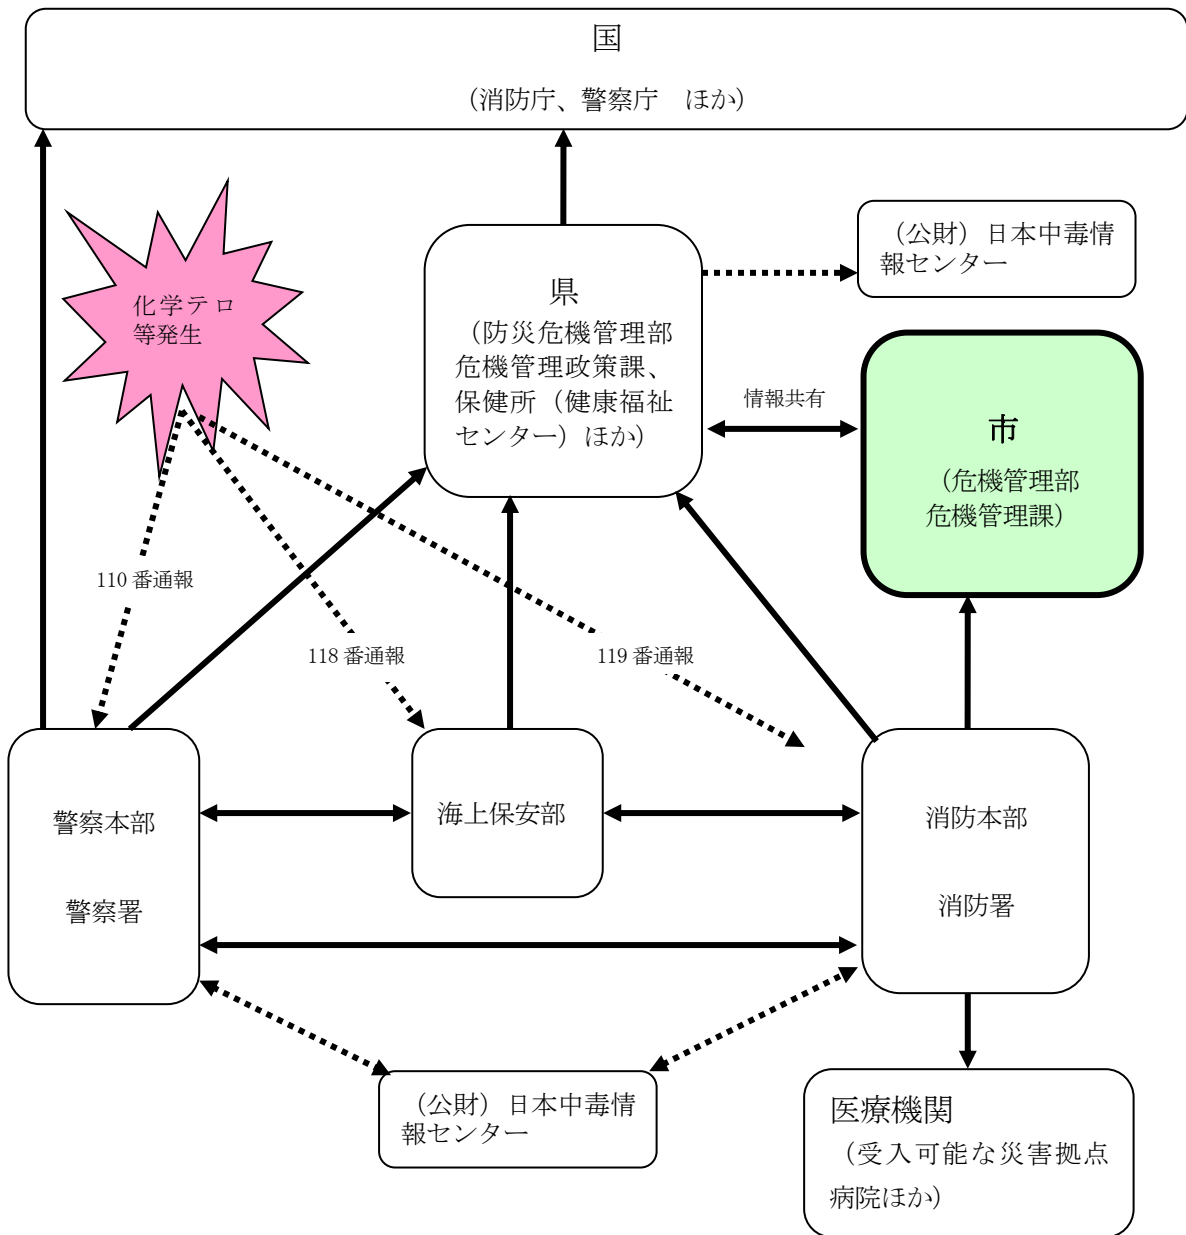 国
（消防庁、警察庁　ほか）
（公財）日本中毒情
報センター
化学テロ
等発生
県
（防災危機管理部
危機管理政策課、
保健所（健康福祉
センター）ほか）
情報共有
市
（危機管理部
危機管理課）
110 番通報
118 番通報
119 番通報
警察本部
警察署
海上保安部
消防本部
消防署
（公財）日本中毒情
報センター
医療機関
（受入可能な災害拠点
病院ほか）